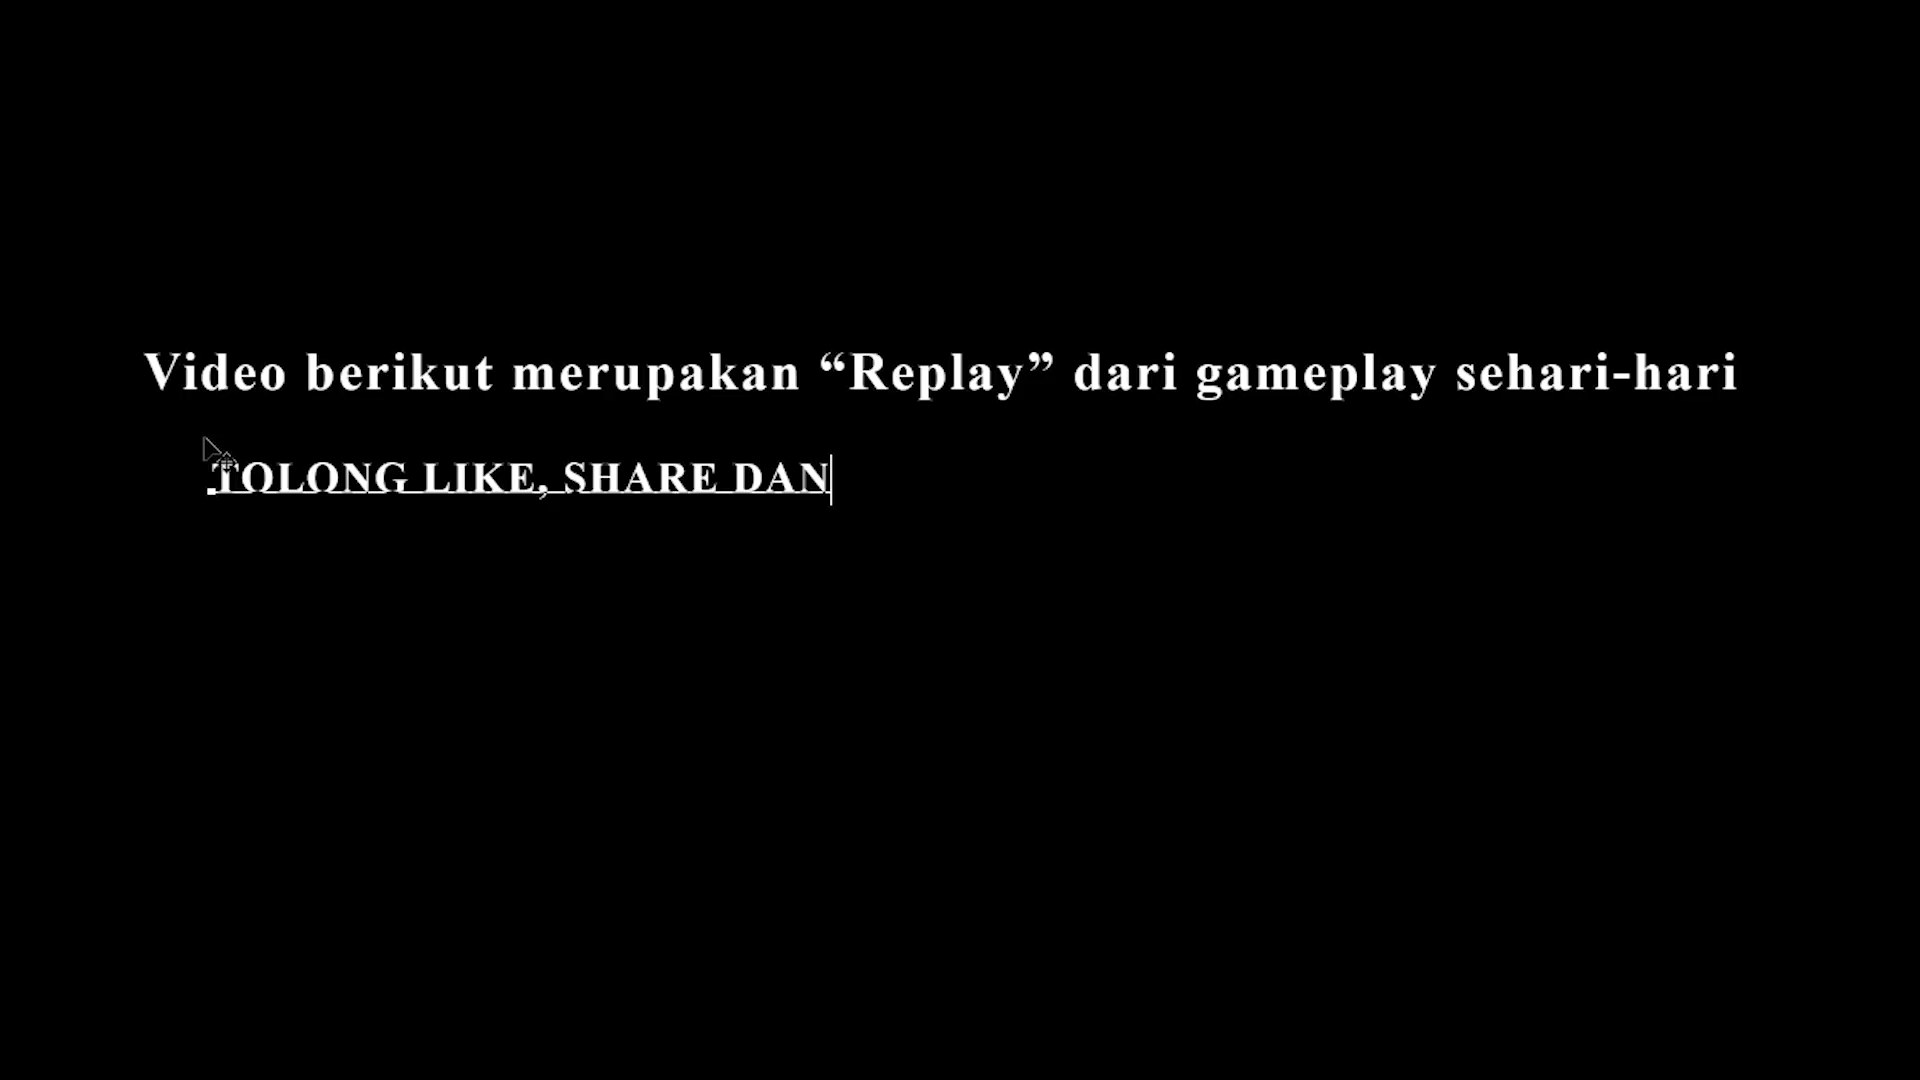 Video berikut merupakan “Replay” dari gameplay sehari-hari
TOLONG LIKE, SHARE DAN